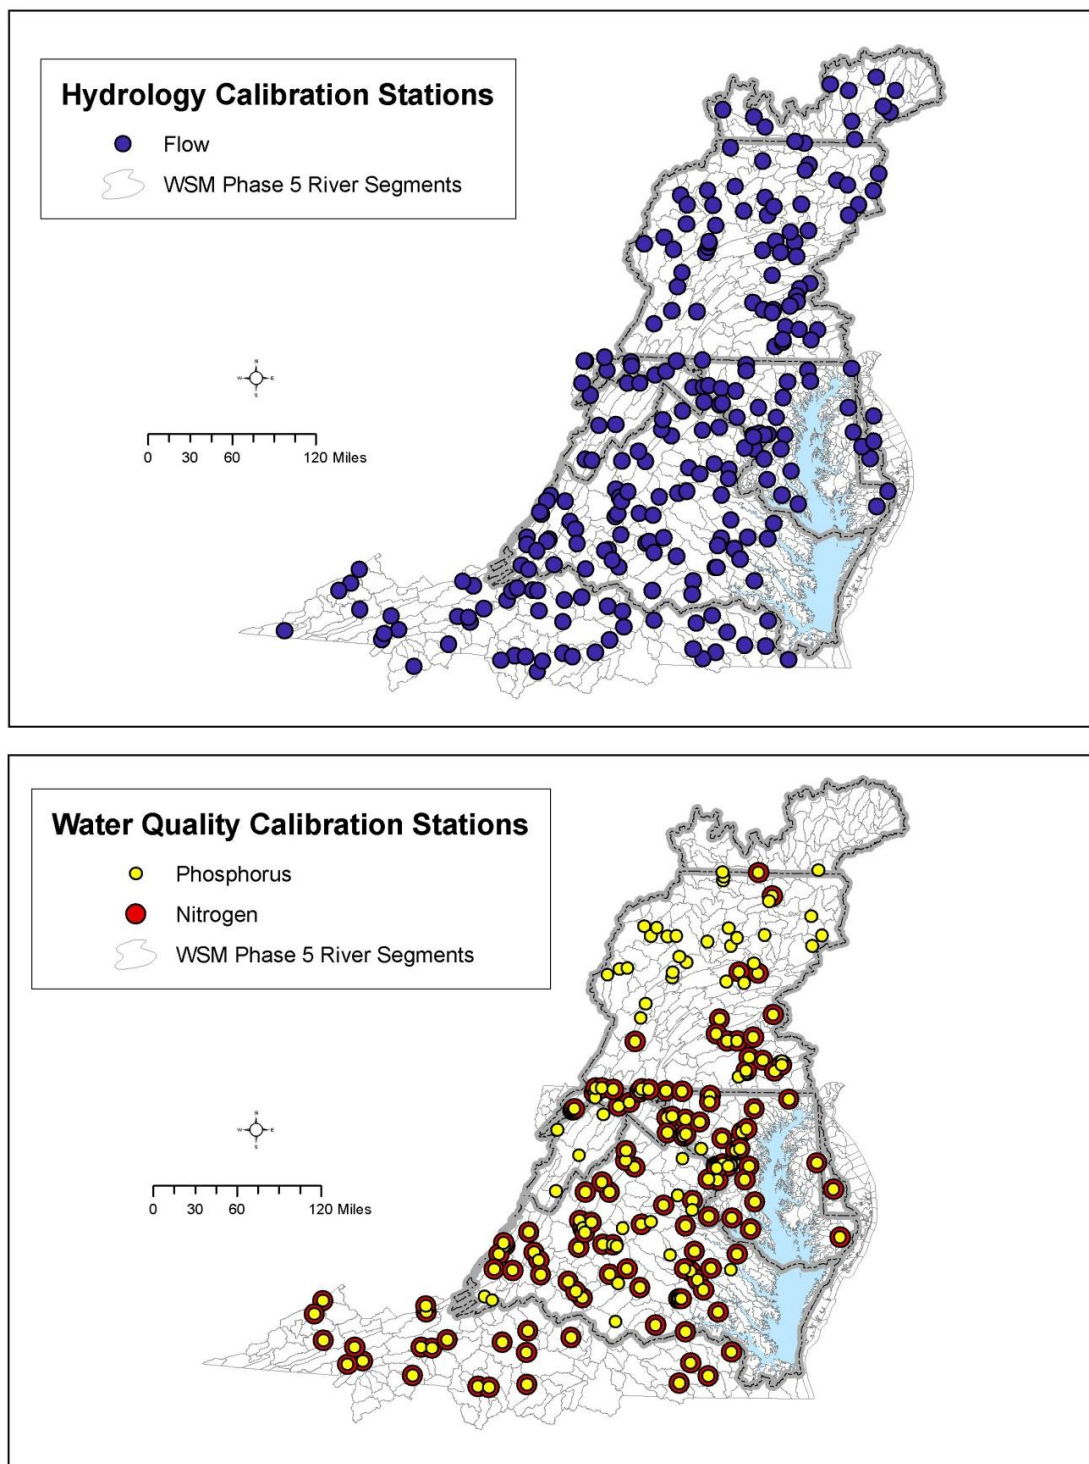 Hydrology Calibration Stations
Flow
WSM Phase 5 River Segments
N
W E
S
0 30 60 120 Miles
Water Quality Calibration Stations
Phosphorus
Nitrogen
WSM Phase 5 River Segments
N
W E
S
0 30 60 120 Miles